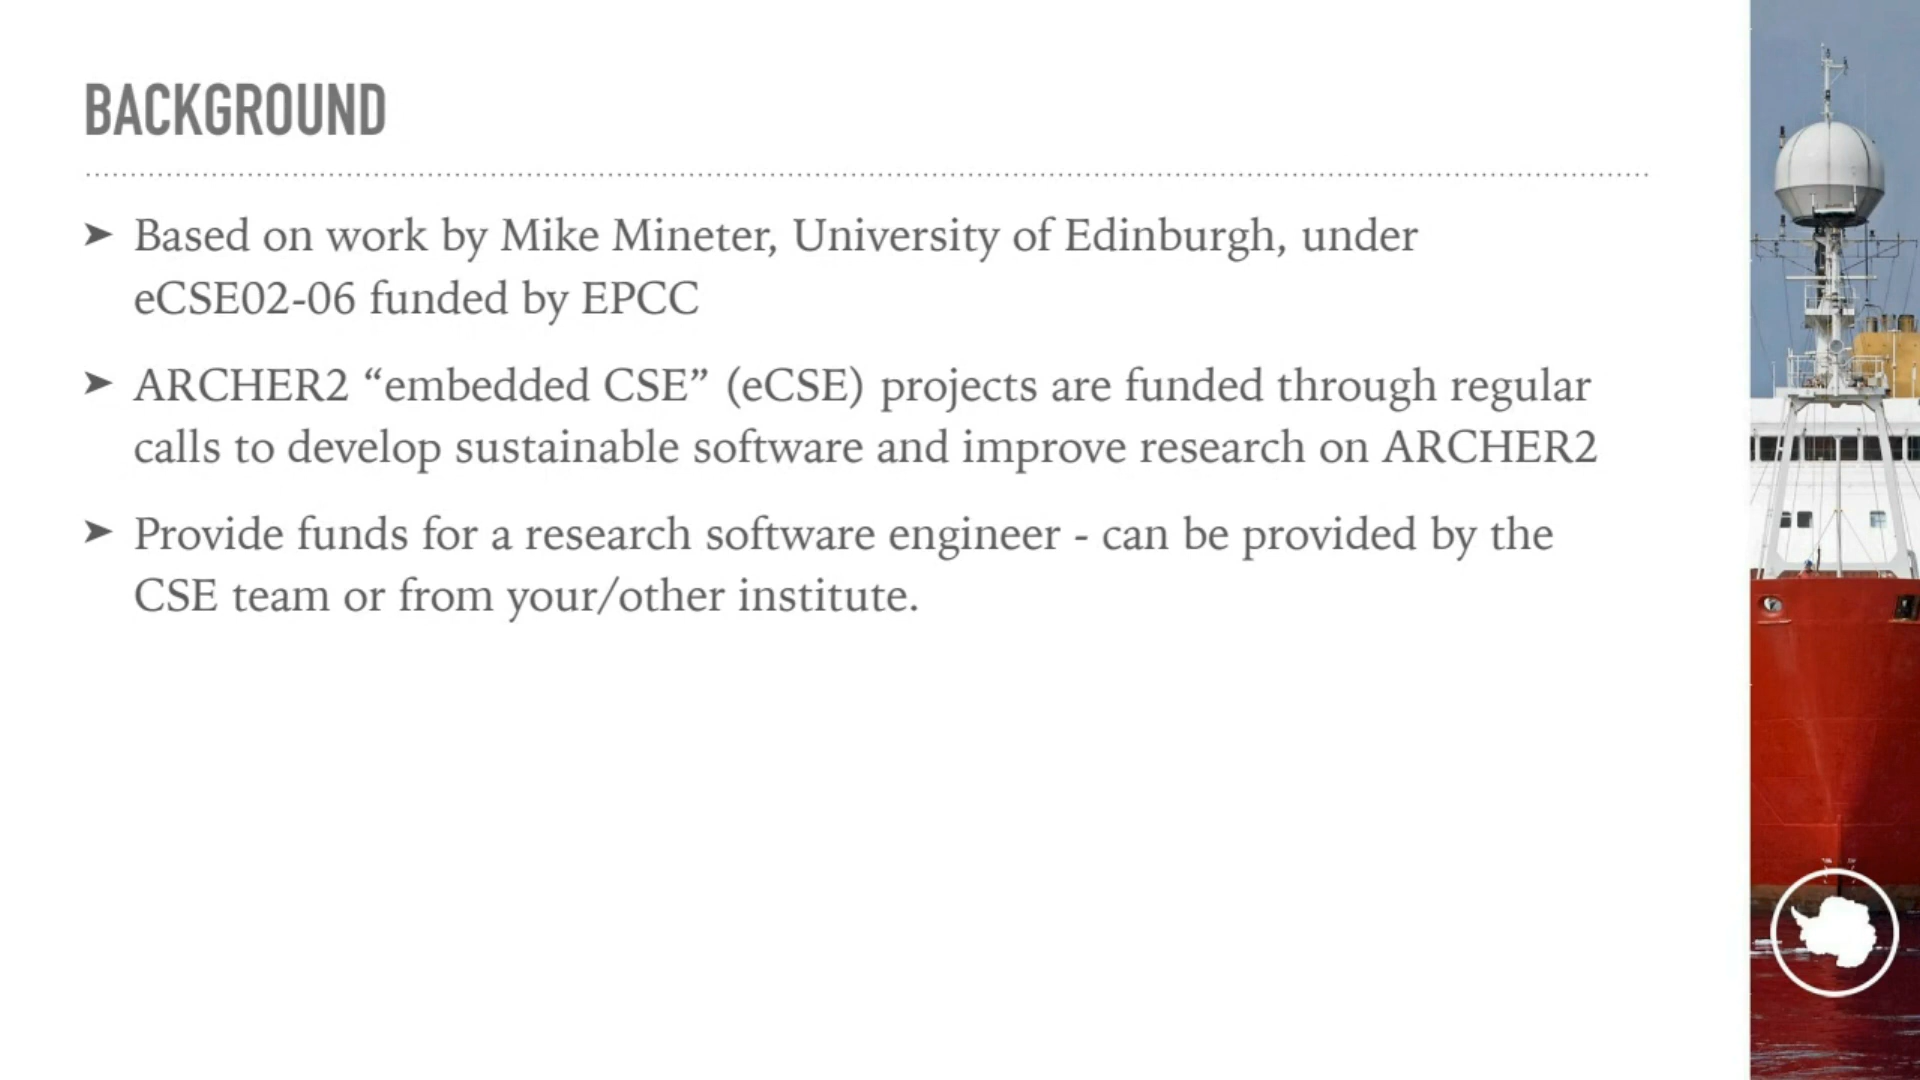 BACKGROUND
➤ Based on work by Mike Mineter, University of Edinburgh, under
eCSE02-06 funded by EPCC
➤ ARCHER2 “embedded CSE” (eCSE) projects are funded through regular
calls to develop sustainable software and improve research on ARCHER2
➤ Provide funds for a research software engineer - can be provided by the
CSE team or from your/other institute.